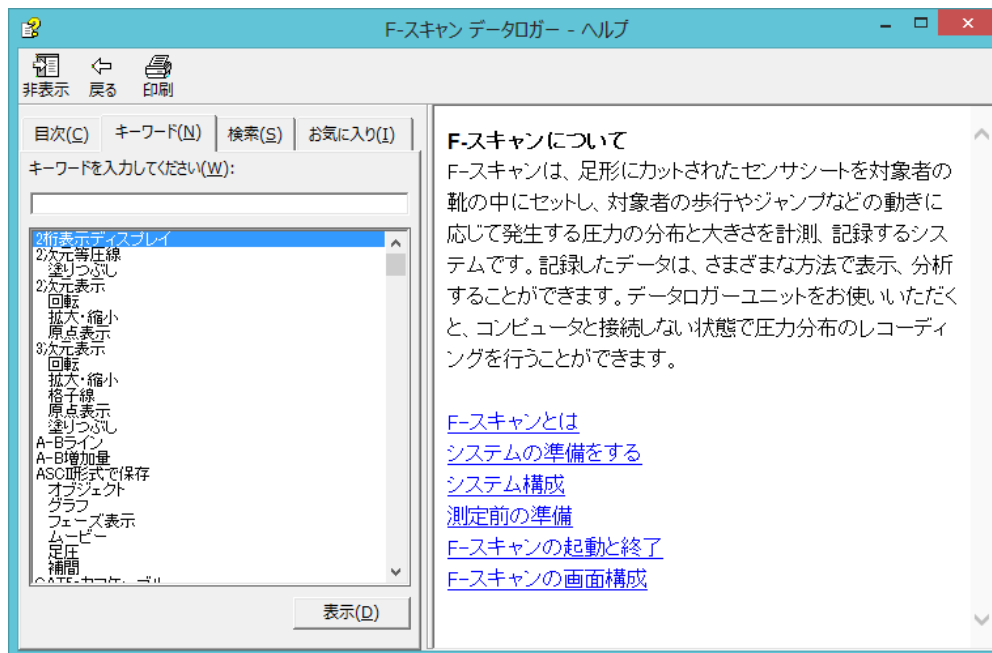 F-スキャン データロガー - ヘルプ
非表示 戻る 印刷
目次(C) キーワード(N) 検索(S) お気に入り(I)
キーワードを入力してください(W):
2桁表示ディスプレイ
2次元等圧線
塗りつぶし
2次元表示
回転
拡大・縮小
原点表示
3次元表示
回転
拡大・縮小
格子線
原点表示
塗りつぶし
A-Bライン
A-B増加量
ASCII形式で保存
オブジェクト
グラフ
フェーズ表示
ムービー
足圧
補間
表示(D)
F-スキャンについて
F-スキャンは、足形にカットされたセンサシートを対象者の
靴の中にセットし、対象者の歩行やジャンプなどの動きに
応じて発生する圧力の分布と大きさを計測、記録するシス
テムです。記録したデータは、さまざまな方法で表示、分析
することができます。データロガーユニットをお使いいただく
と、コンピュータと接続しない状態で圧力分布のレコーディ
ングを行うことができます。
F-スキャンとは
システムの準備をする
システム構成
測定前の準備
F-スキャンの起動と終了
F-スキャンの画面構成